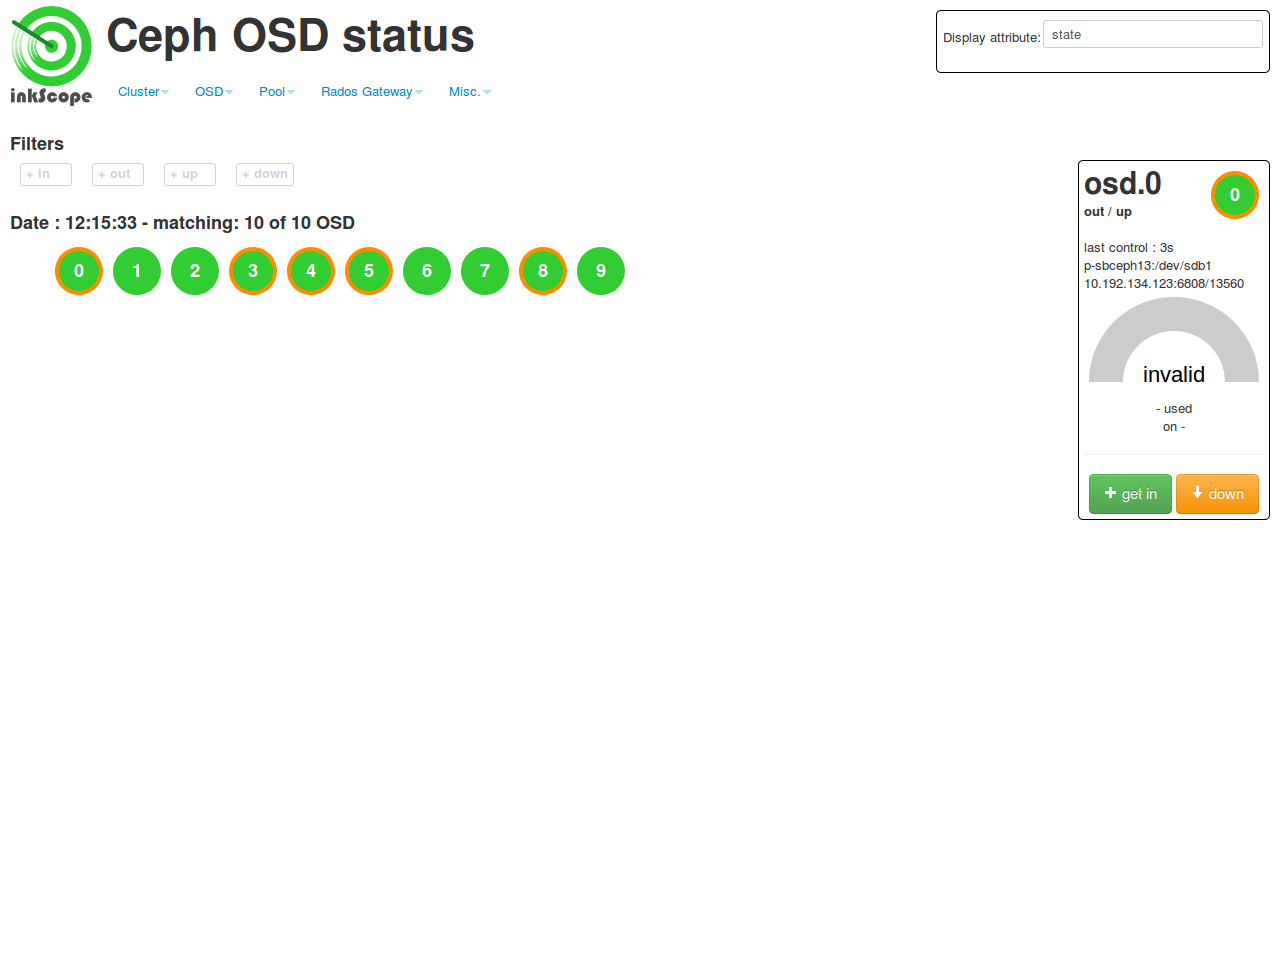 Ceph OSD status
inkScope
Cluster OSD Pool Rados Gateway Misc.
Display attribute: state
Filters
+ in + out + up + down
Date : 12:15:33 - matching: 10 of 10 OSD
0 1 2 3 4 5 6 7 8 9
osd.0 0
out / up
last control : 3s
p-sbceph13:/dev/sdb1
10.192.134.123:6808/13560
invalid
- used
on -
get in down